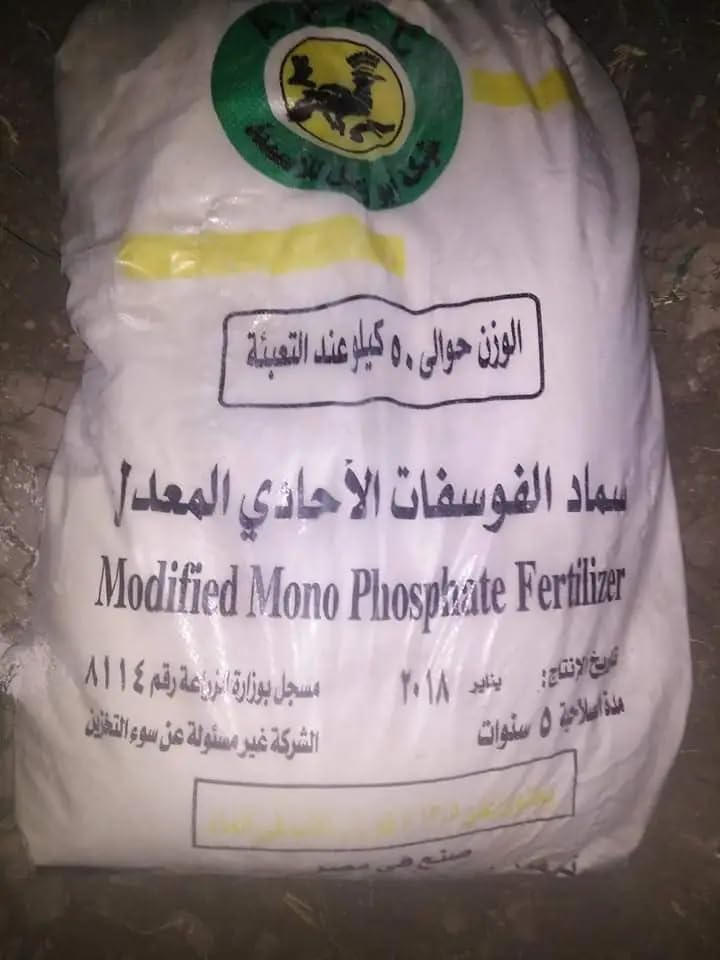 A Z F C
الوزن حوالى ٥٠ كيلو عند التعبئة
سماد الفوسفات الأحادي المعدل
Modified Mono Phosphate Fertilizer
تاريخ الإنتاج: يناير ٢٠١٨
مسجل بوزارة الزراعة رقم ٨١١٤
مدة الصلاحية ٥ سنوات
الشركة غير مسئولة عن سوء التخزين
صنع في مصر